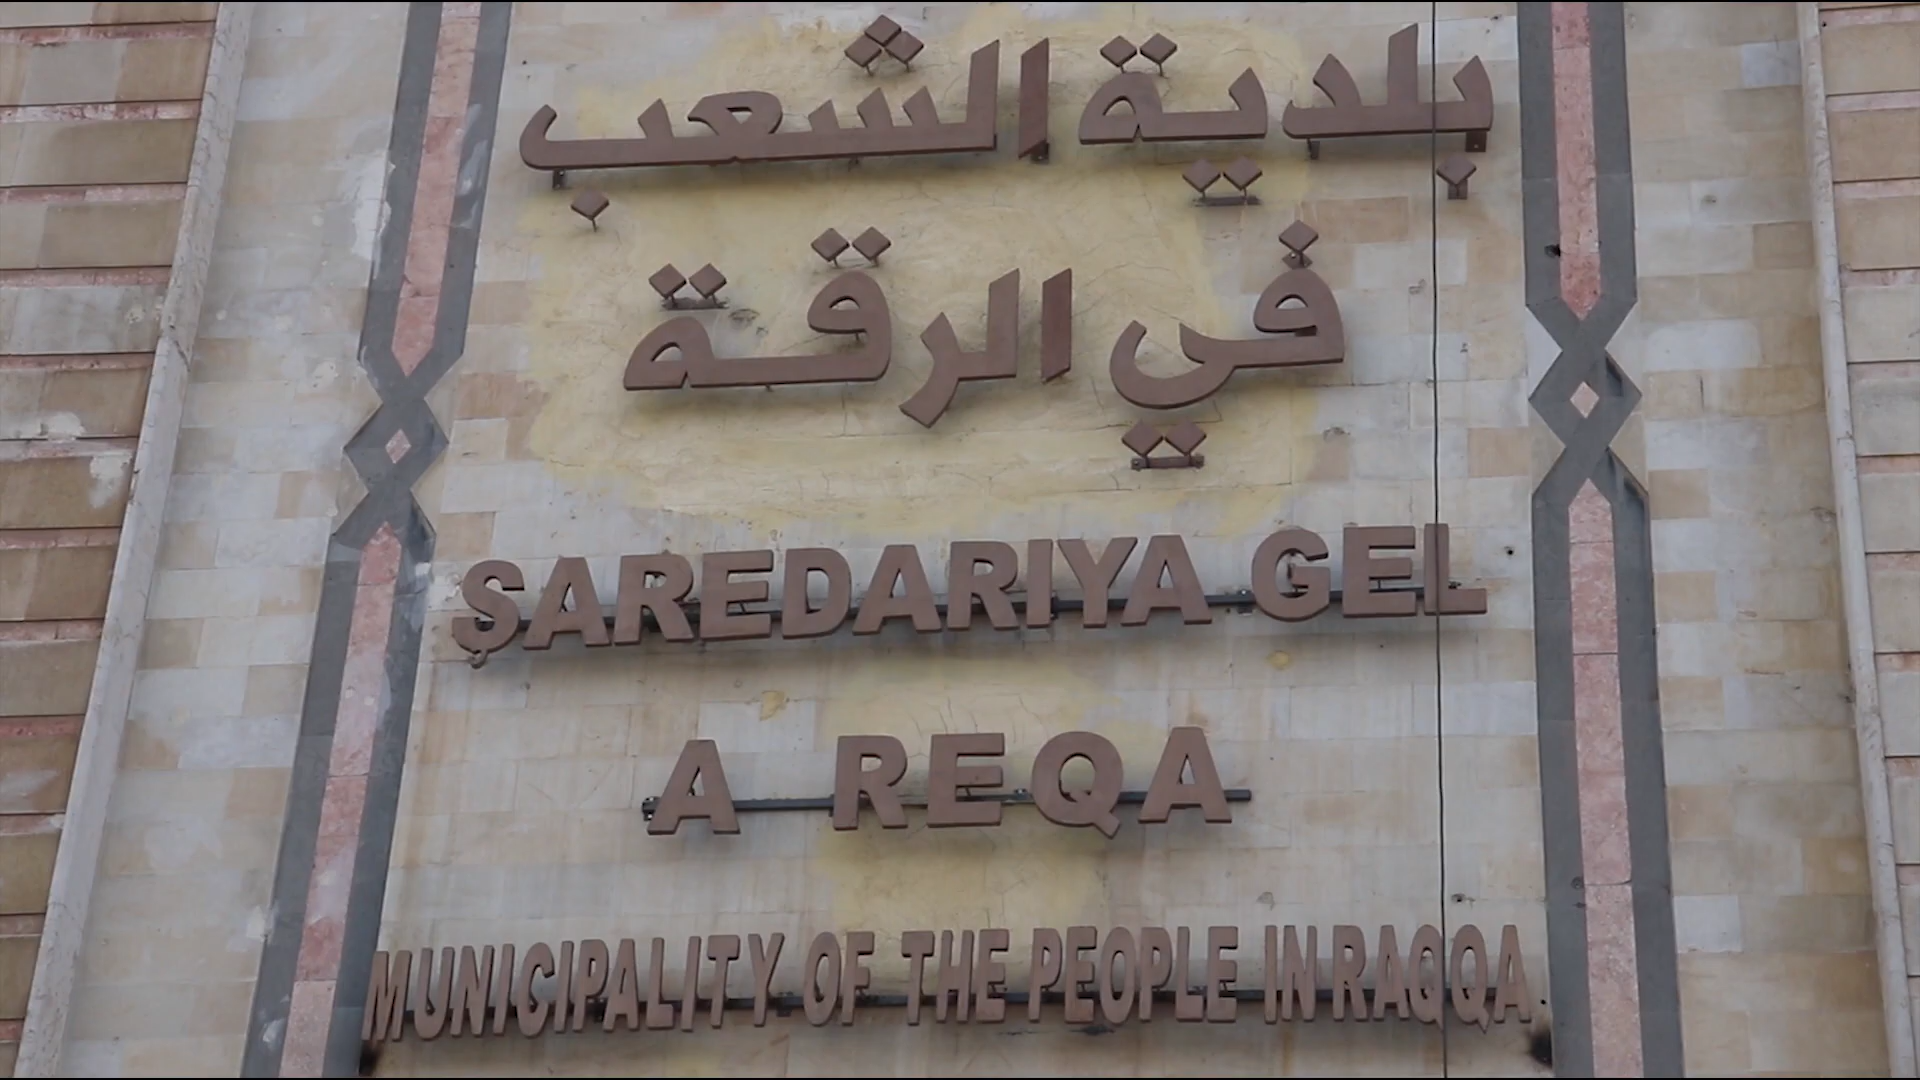 بلدية الشعب
في الرقة
ŞAREDARIYA GEL
A REQA
MUNICIPALITY OF THE PEOPLE IN RAQQA